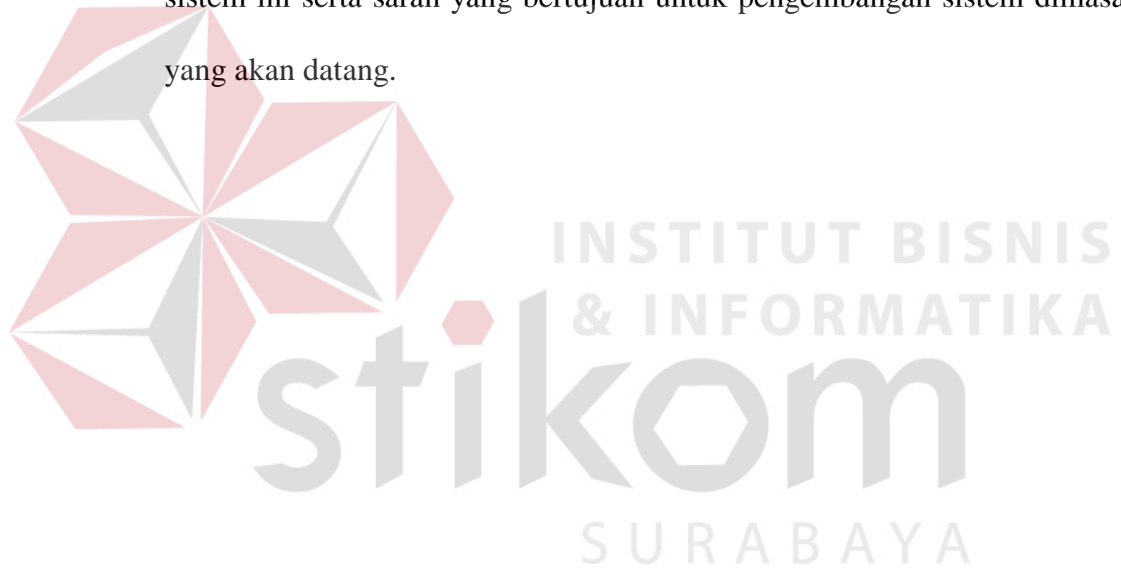 sistem ini serta saran yang bertujuan untuk pengembangan sistem dimasa
yang akan datang.
INSTITUT BISNIS
& INFORMATIKA
stikom
SURABAYA